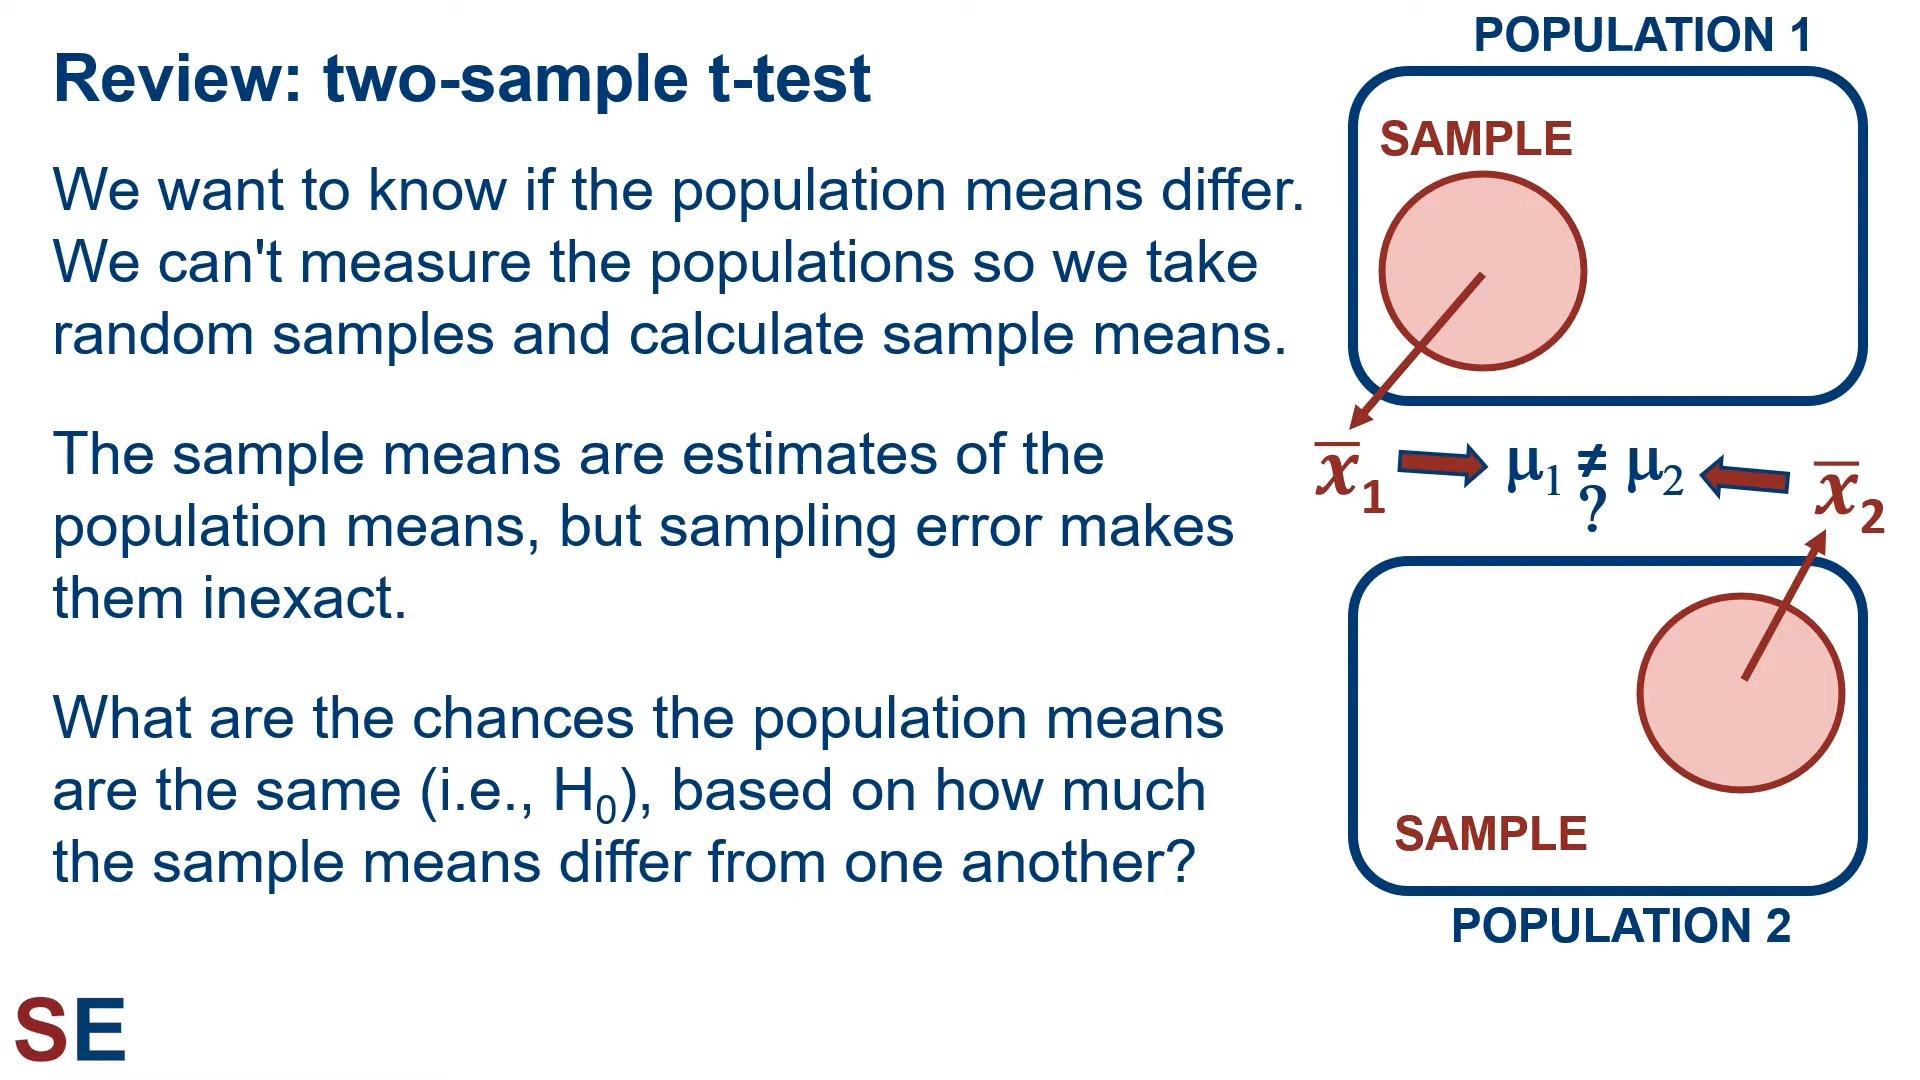 Review: two-sample t-test
We want to know if the population means differ.
We can't measure the populations so we take
random samples and calculate sample means.
The sample means are estimates of the
population means, but sampling error makes
them inexact.
What are the chances the population means
are the same (i.e., H₀), based on how much
the sample means differ from one another?
POPULATION 1
SAMPLE
x̅₁ μ₁ ≠ μ₂ x̅₂
?
SAMPLE
POPULATION 2
SE